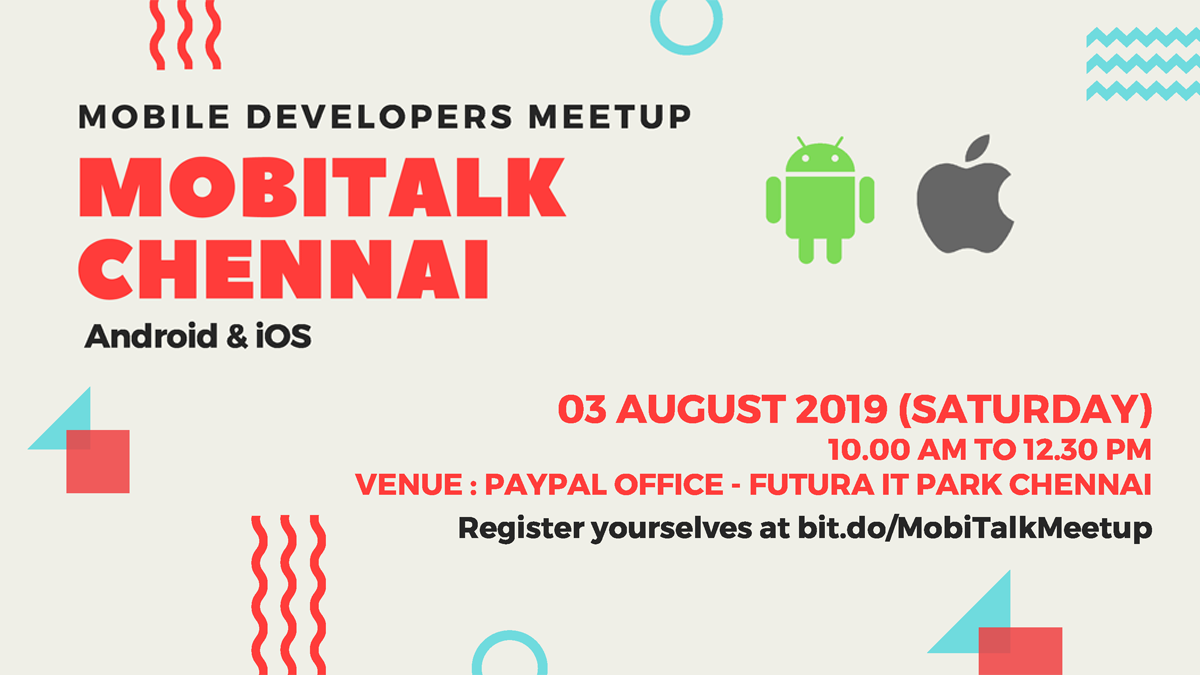 MOBILE DEVELOPERS MEETUP
MOBITALK
CHENNAI
Android & iOS
03 AUGUST 2019 (SATURDAY)
10.00 AM TO 12.30 PM
VENUE : PAYPAL OFFICE - FUTURA IT PARK CHENNAI
Register yourselves at bit.do/MobiTalkMeetup